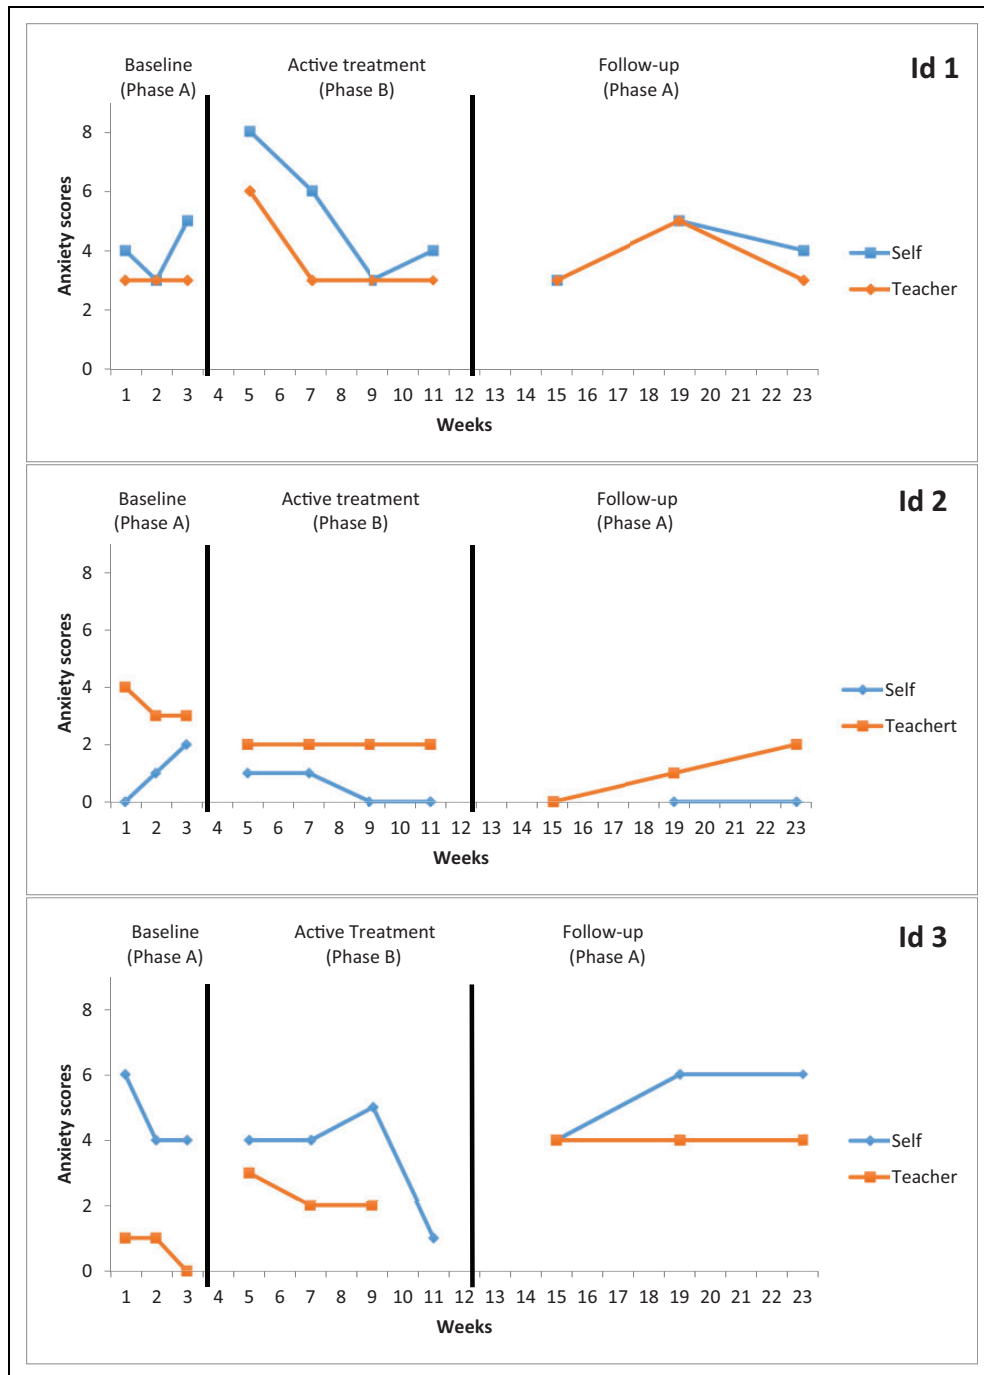 Baseline
(Phase A)
Active treatment
(Phase B)
Follow-up
(Phase A)
Id 1
Anxiety scores
8
6
4
2
0
1 2 3 4 5 6 7 8 9 10 11 12 13 14 15 16 17 18 19 20 21 22 23
Weeks
Self
Teacher
Baseline
(Phase A)
Active treatment
(Phase B)
Follow-up
(Phase A)
Id 2
Anxiety scores
8
6
4
2
0
1 2 3 4 5 6 7 8 9 10 11 12 13 14 15 16 17 18 19 20 21 22 23
Weeks
Self
Teachert
Baseline
(Phase A)
Active Treatment
(Phase B)
Follow-up
(Phase A)
Id 3
Anxiety scores
8
6
4
2
0
1 2 3 4 5 6 7 8 9 10 11 12 13 14 15 16 17 18 19 20 21 22 23
Weeks
Self
Teacher